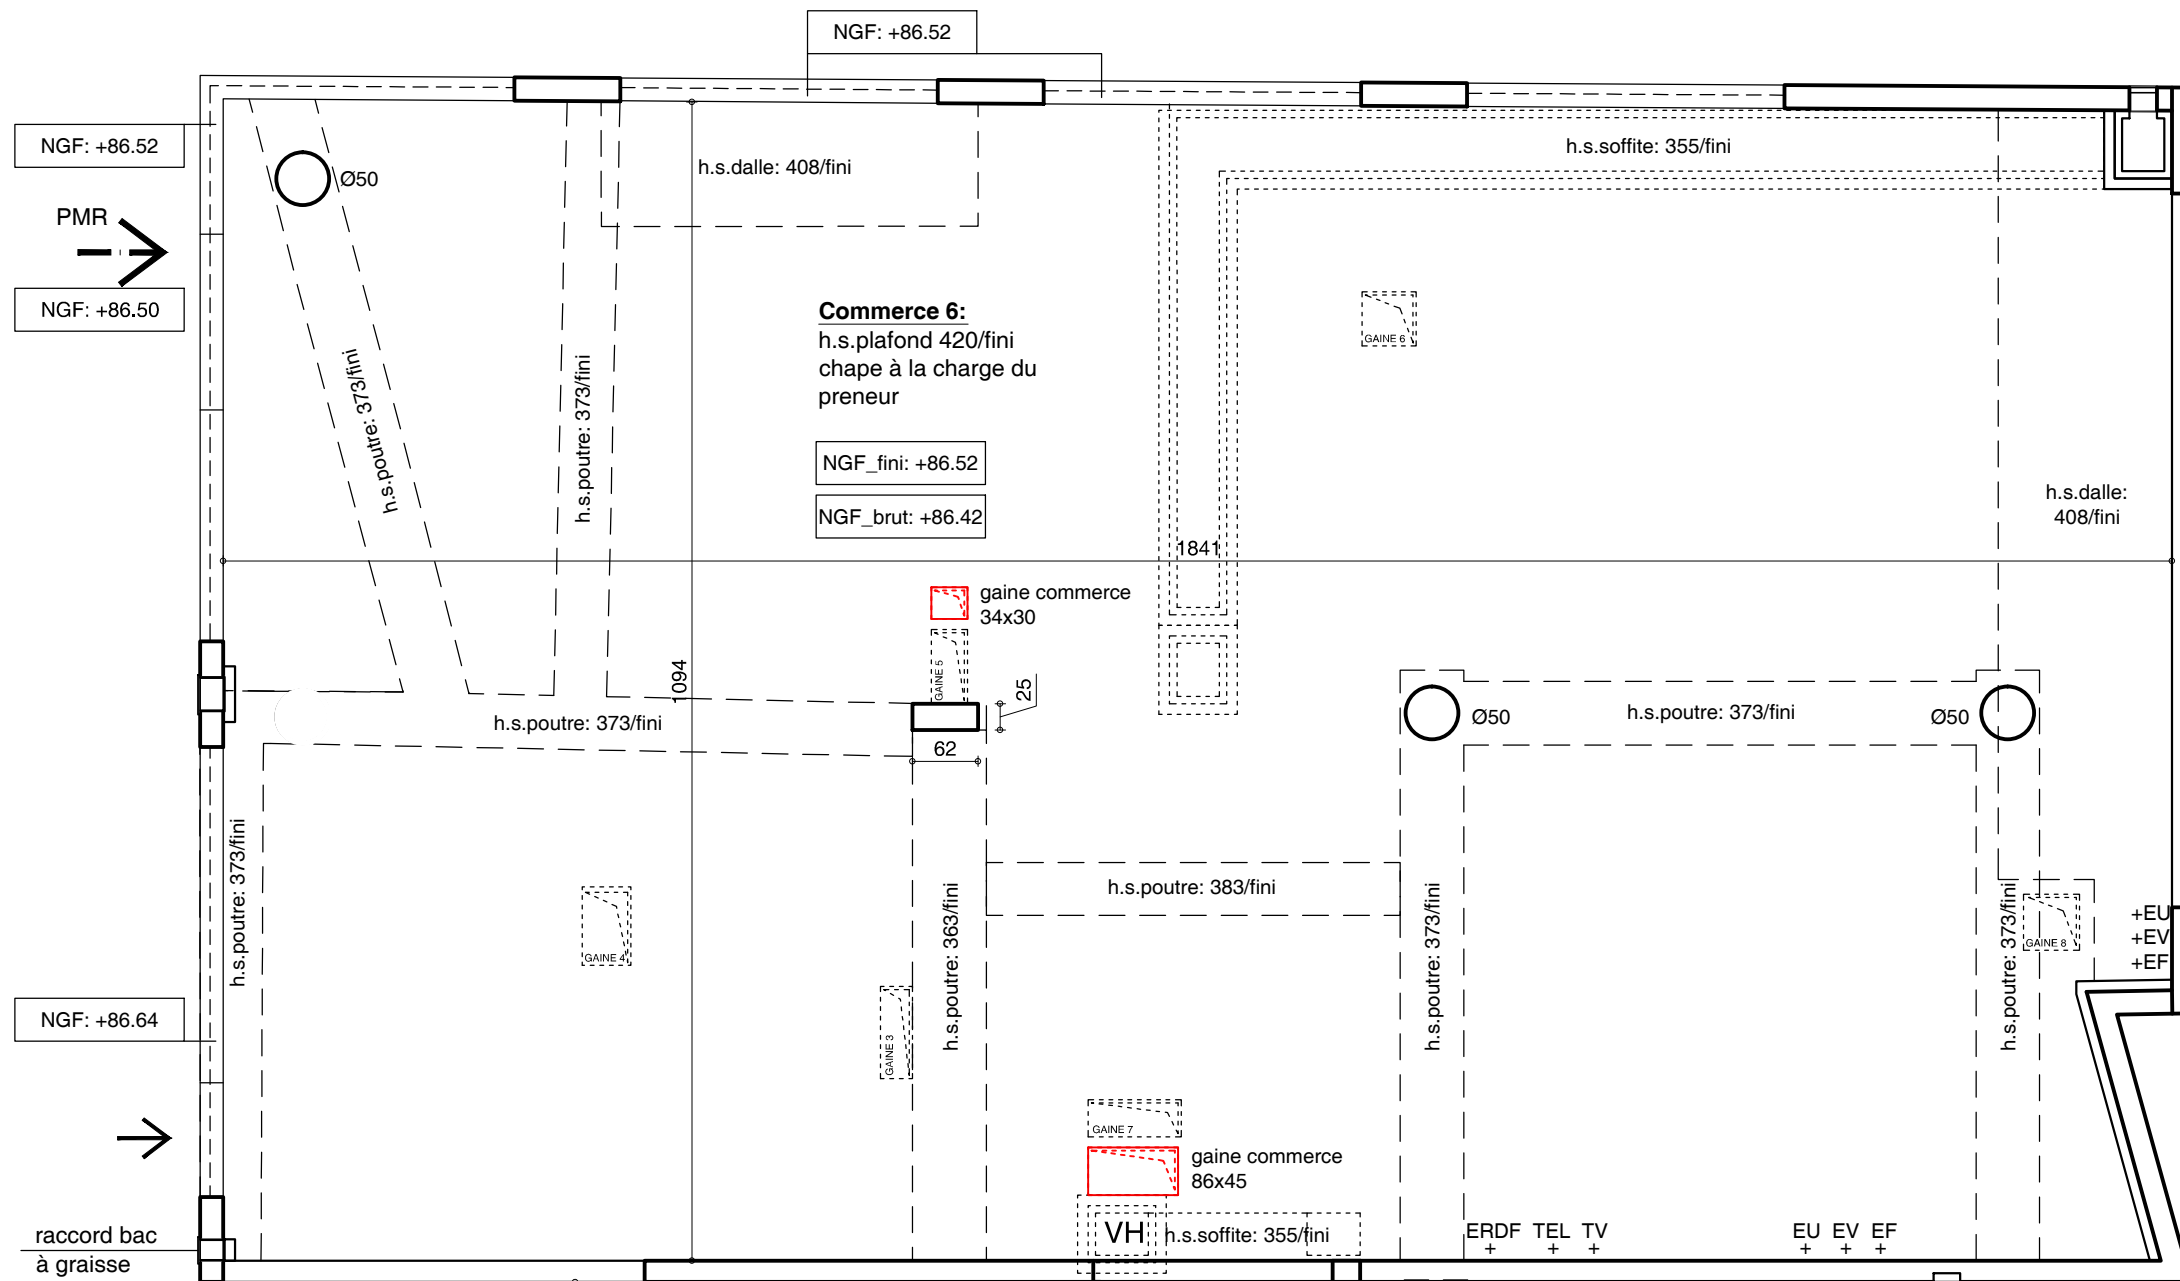 NGF: +86.52
NGF: +86.52
h.s.dalle: 408/fini
h.s.soffite: 355/fini
Ø50
PMR
NGF: +86.50
Commerce 6:
h.s.plafond 420/fini
chape à la charge du
preneur
GAINE 6
h.s.poutre: 373/fini
h.s.poutre: 373/fini
NGF_fini: +86.52
NGF_brut: +86.42
h.s.dalle:
408/fini
1841
gaine commerce
34x30
GAINE 5
1094
25
h.s.poutre: 373/fini
62
Ø50
h.s.poutre: 373/fini
Ø50
h.s.poutre: 373/fini
h.s.poutre: 383/fini
h.s.poutre: 363/fini
h.s.poutre: 373/fini
h.s.poutre: 373/fini
GAINE 4
GAINE 8
+EU
+EV
+EF
NGF: +86.64
GAINE 3
GAINE 7
gaine commerce
86x45
VH
h.s.soffite: 355/fini
ERDF TEL TV
+ + +
EU EV EF
+ + +
raccord bac
à graisse